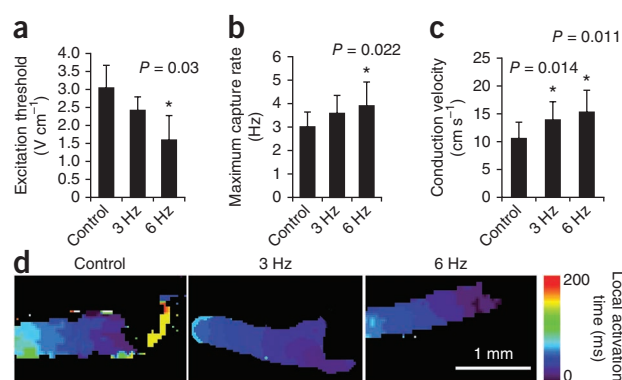 a
Excitation threshold
(V cm⁻¹)
4.0
3.5
3.0
2.5
2.0
1.5
1.0
0.5
0
P = 0.03
*
Control
3 Hz
6 Hz
b
Maximum capture rate
(Hz)
6
5
4
3
2
1
0
P = 0.022
*
Control
3 Hz
6 Hz
c
Conduction velocity
(cm s⁻¹)
25
20
15
10
5
0
P = 0.011
P = 0.014
*
*
Control
3 Hz
6 Hz
d
Control
3 Hz
6 Hz
1 mm
200
0
Local activation
time (ms)